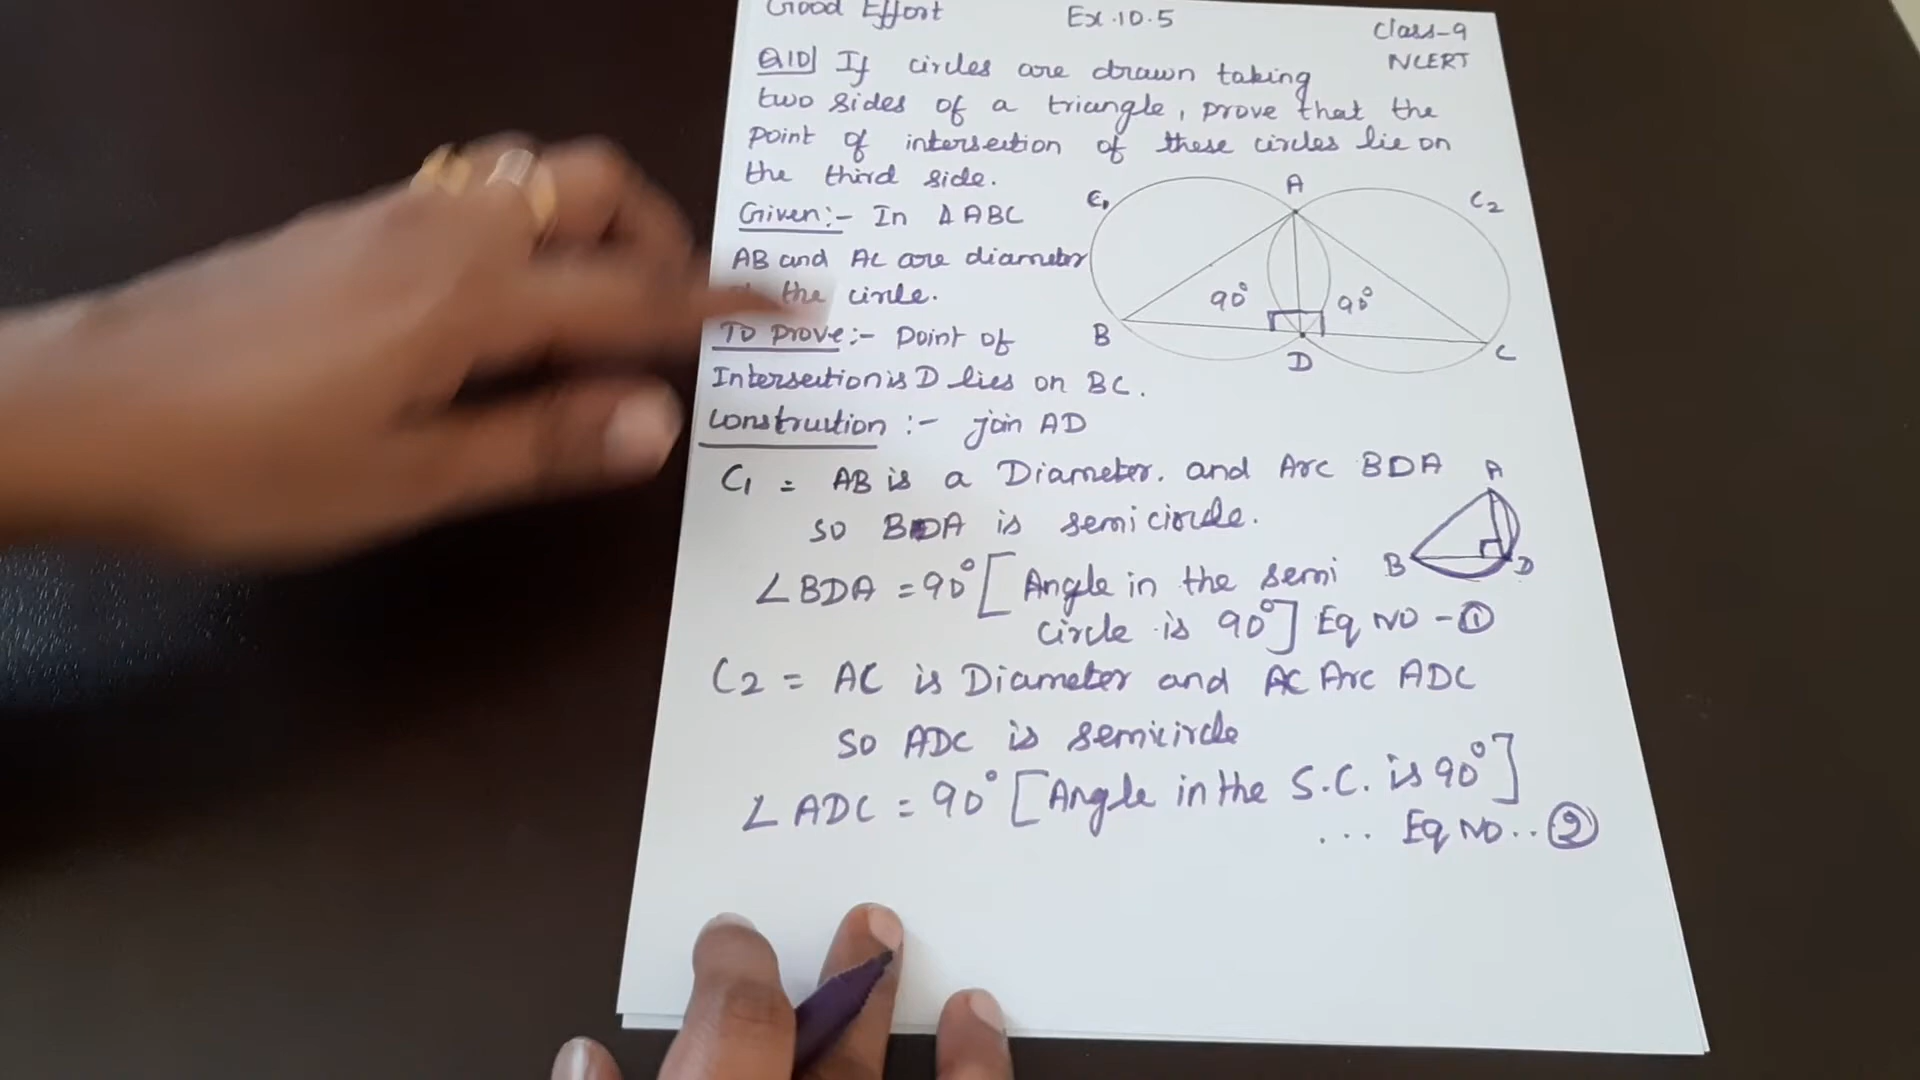 Good Effort Ex.10.5 Class-9
NCERT
Q10 If circles are drawn taking
two sides of a triangle, prove that the
point of intersection of these circles lie on
the third side.
Given:- In Δ ABC
AB and AC are diameter
the circle.
To prove:- Point of
Intersection is D lies on BC.
Construction :- join AD
C1 A C2
90° 90°
B D C
C1 = AB is a Diameter. and Arc BDA
so BDA is semicircle.
∠BDA = 90° [Angle in the semi
circle is 90°] Eq NO - ①
A
B D
C2 = AC is Diameter and AC Arc ADC
so ADC is semicircle
∠ADC = 90° [Angle in the S.C. is 90°]
... Eq NO.. ②